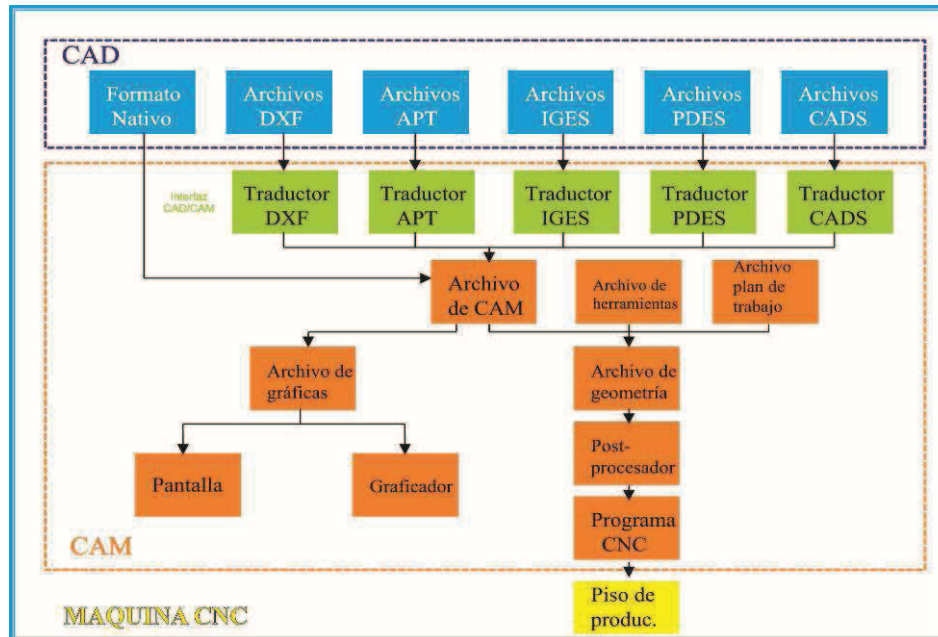 CAD
Formato
Nativo
Archivos
DXF
Archivos
APT
Archivos
IGES
Archivos
PDES
Archivos
CADS
Interfaz
CAD/CAM
Traductor
DXF
Traductor
APT
Traductor
IGES
Traductor
PDES
Traductor
CADS
Archivo
de CAM
Archivo de
herramientas
Archivo
plan de
trabajo
Archivo de
gráficas
Archivo de
geometría
Pantalla
Graficador
Post-
procesador
Programa
CNC
CAM
Piso de
produc.
MAQUINA CNC